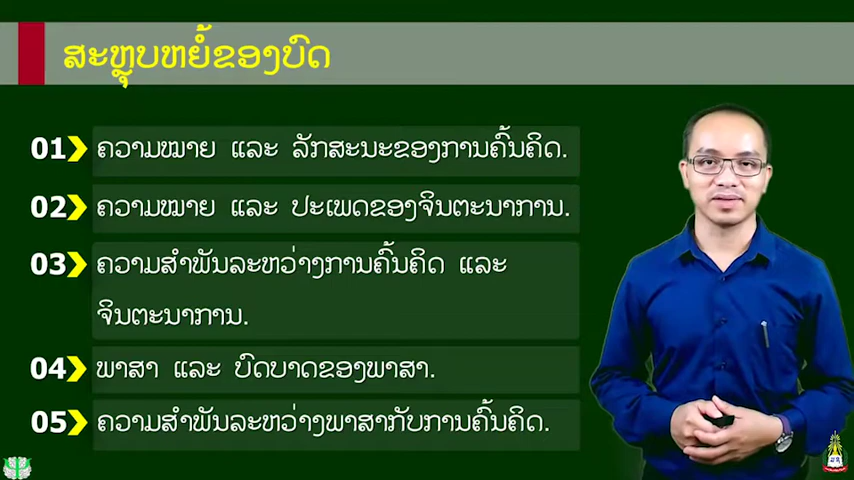 ສະຫຼຸບຫຍໍ້ຂອງບົດ
01 ຄວາມໝາຍ ແລະ ລັກສະນະຂອງການຄົ້ນຄິດ.
02 ຄວາມໝາຍ ແລະ ປະເພດຂອງຈິນຕະນາການ.
03 ຄວາມສຳພັນລະຫວ່າງການຄົ້ນຄິດ ແລະ
ຈິນຕະນາການ.
04 ພາສາ ແລະ ບົດບາດຂອງພາສາ.
05 ຄວາມສຳພັນລະຫວ່າງພາສາກັບການຄົ້ນຄິດ.